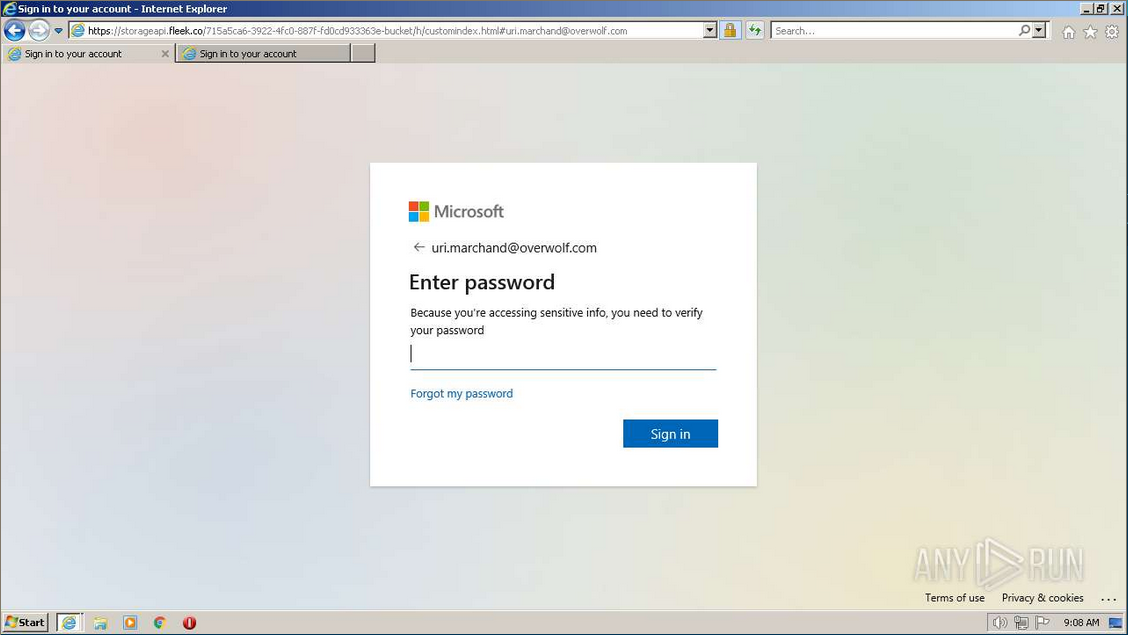 Sign in to your account - Internet Explorer
https://storageapi.fleek.co/715a5ca6-3922-4fc0-887f-fd0cd933363e-bucket/h/customindex.html#uri.marchand@overwolf.com
Search...
Sign in to your account
Sign in to your account
Microsoft
uri.marchand@overwolf.com
Enter password
Because you're accessing sensitive info, you need to verify
your password
Forgot my password
Sign in
ANY RUN
Terms of use Privacy & cookies ...
Start
9:08 AM